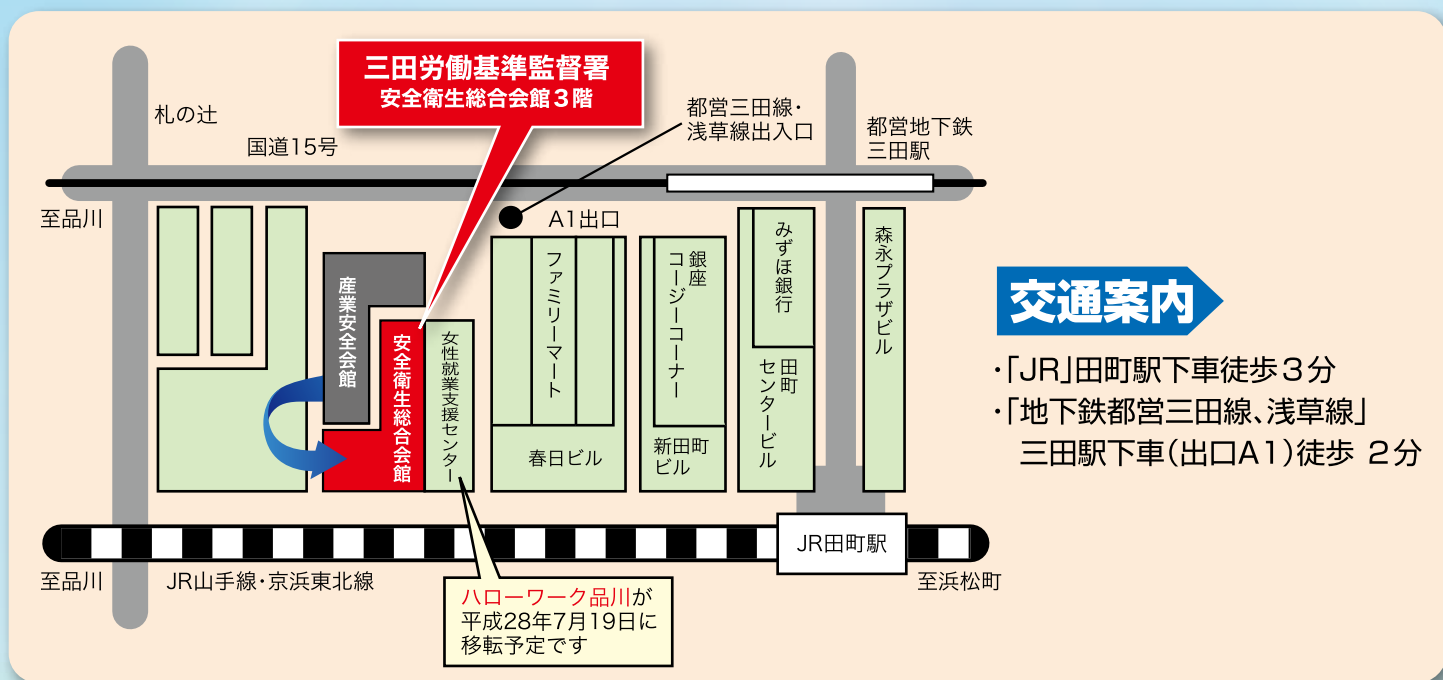 三田労働基準監督署
安全衛生総合会館3階
札の辻
国道15号
都営三田線・
浅草線出入口
都営地下鉄
三田駅
至品川
A1出口
産業安全会館
安全衛生総合会館
女性就業支援センター
ファミリーマート
春日ビル
銀座
コージーコーナー
新田町
ビル
みずほ銀行
田町
センタービル
森永プラザビル
交通案内
・「JR」田町駅下車徒歩３分
・「地下鉄都営三田線、浅草線」
三田駅下車(出口A1)徒歩 ２分
JR田町駅
至品川
JR山手線・京浜東北線
至浜松町
ハローワーク品川が
平成28年7月19日に
移転予定です